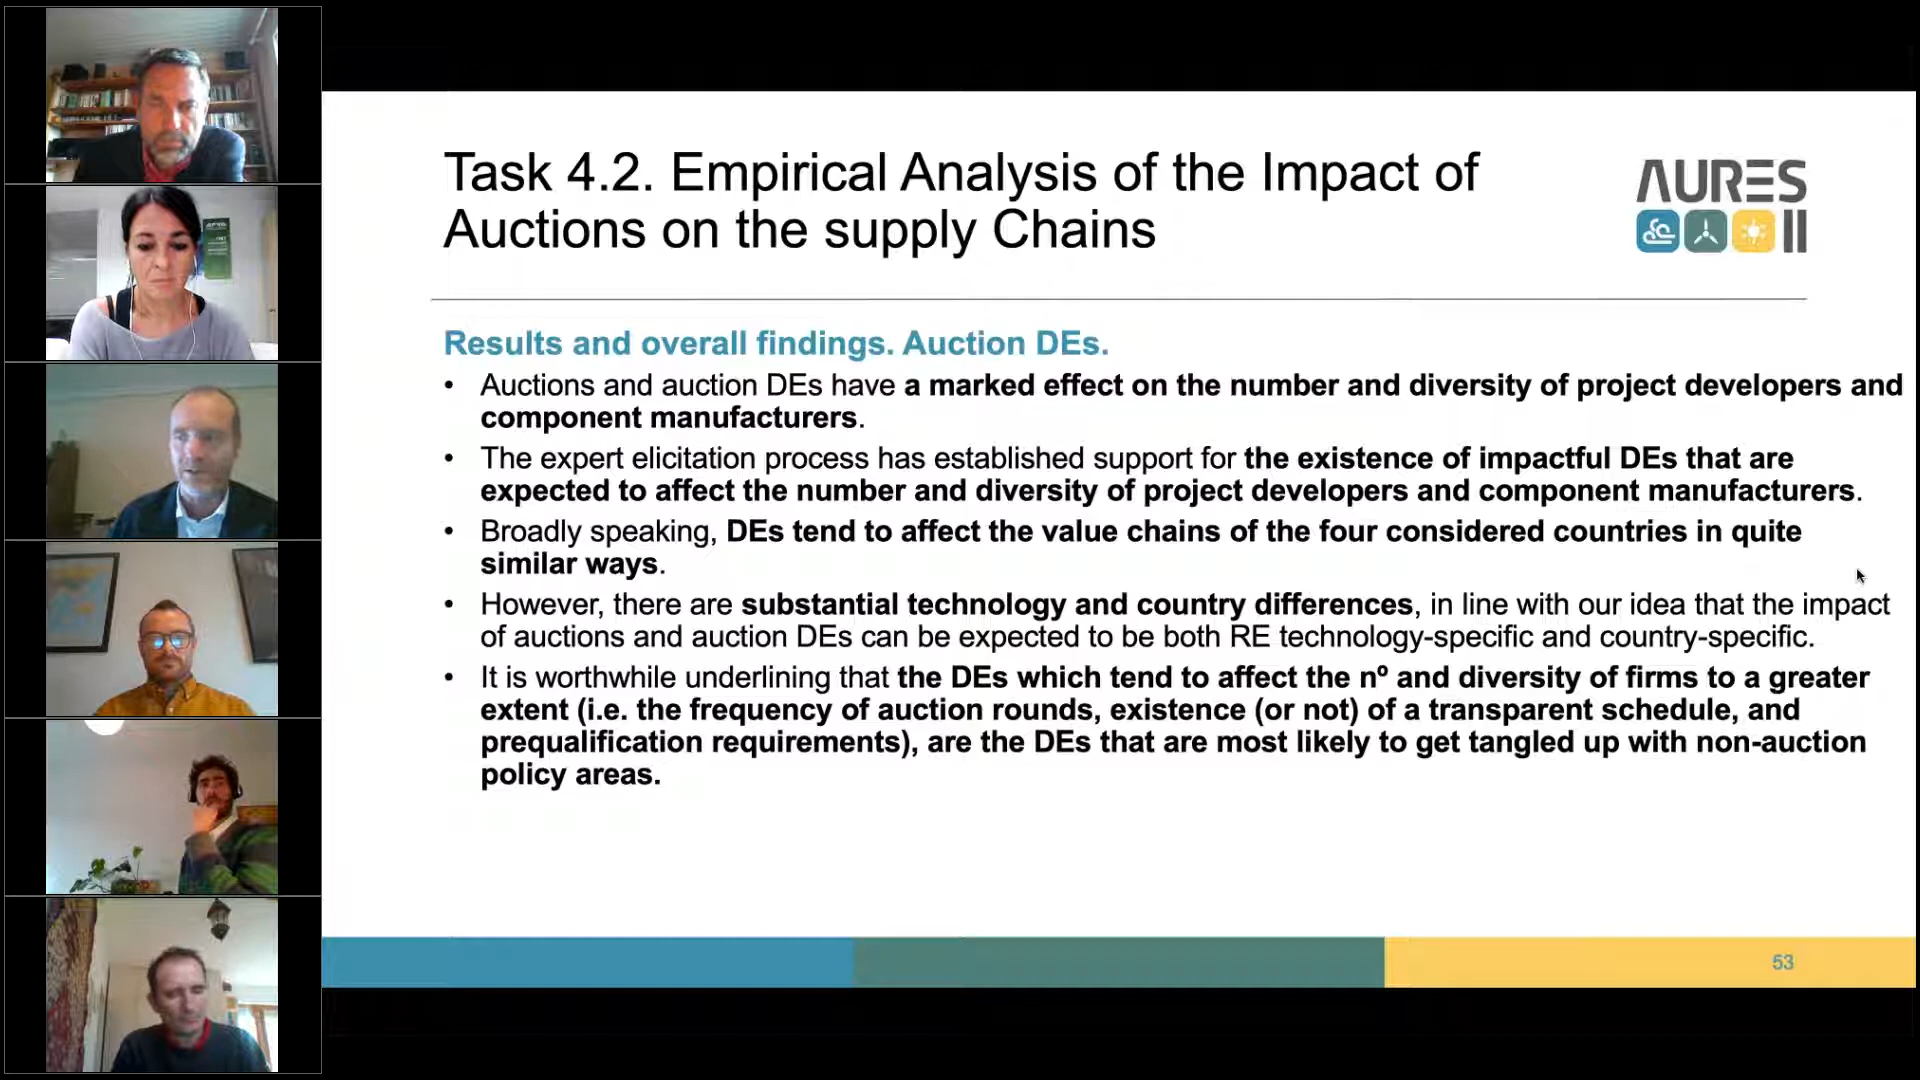 Task 4.2. Empirical Analysis of the Impact of
Auctions on the supply Chains
AURES
II
Results and overall findings. Auction DEs.
• Auctions and auction DEs have a marked effect on the number and diversity of project developers and
component manufacturers.
• The expert elicitation process has established support for the existence of impactful DEs that are
expected to affect the number and diversity of project developers and component manufacturers.
• Broadly speaking, DEs tend to affect the value chains of the four considered countries in quite
similar ways.
• However, there are substantial technology and country differences, in line with our idea that the impact
of auctions and auction DEs can be expected to be both RE technology-specific and country-specific.
• It is worthwhile underlining that the DEs which tend to affect the nº and diversity of firms to a greater
extent (i.e. the frequency of auction rounds, existence (or not) of a transparent schedule, and
prequalification requirements), are the DEs that are most likely to get tangled up with non-auction
policy areas.
53